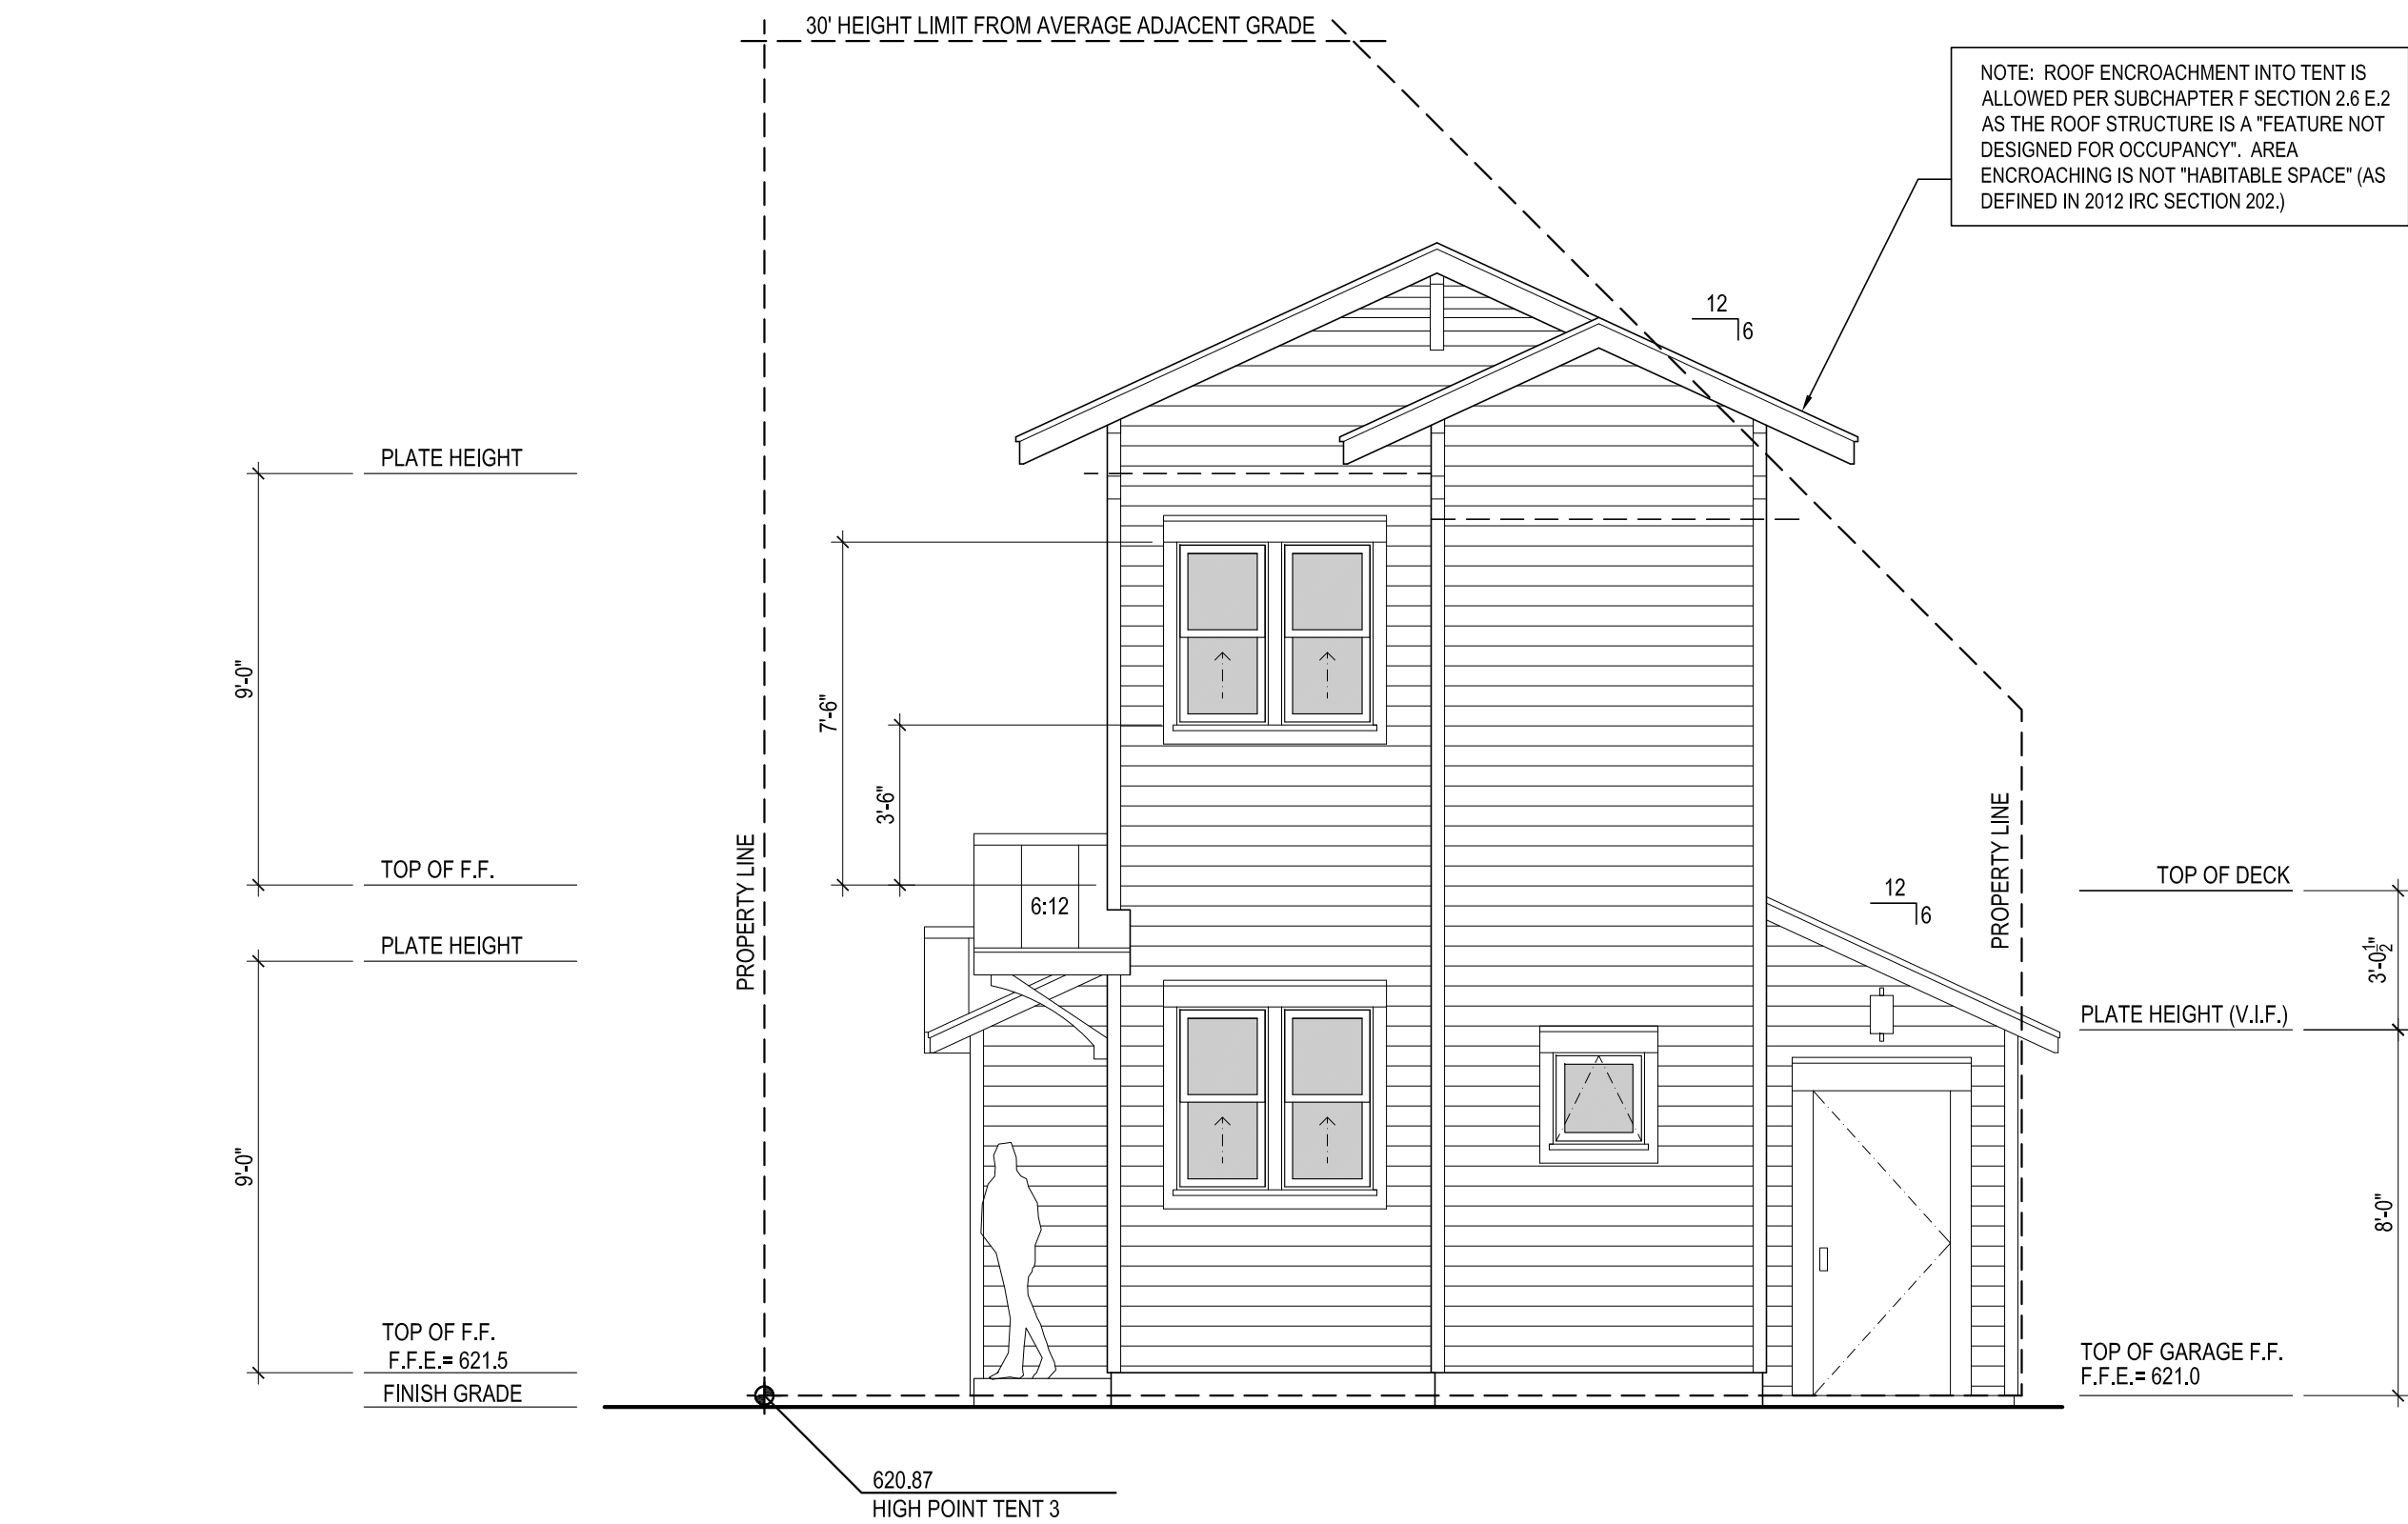 30' HEIGHT LIMIT FROM AVERAGE ADJACENT GRADE
NOTE: ROOF ENCROACHMENT INTO TENT IS
ALLOWED PER SUBCHAPTER F SECTION 2.6 E.2
AS THE ROOF STRUCTURE IS A "FEATURE NOT
DESIGNED FOR OCCUPANCY". AREA
ENCROACHING IS NOT "HABITABLE SPACE" (AS
DEFINED IN 2012 IRC SECTION 202.)
12
6
PLATE HEIGHT
9'-0"
7'-6"
3'-6"
TOP OF F.F.
PROPERTY LINE
6:12
PLATE HEIGHT
9'-0"
TOP OF F.F.
F.F.E.= 621.5
FINISH GRADE
PROPERTY LINE
12
6
TOP OF DECK
3'-0½"
PLATE HEIGHT (V.I.F.)
8'-0"
TOP OF GARAGE F.F.
F.F.E.= 621.0
620.87
HIGH POINT TENT 3